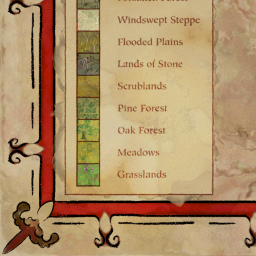 Windswept Steppe
Flooded Plains
Lands of Stone
Scrublands
Pine Forest
Oak Forest
Meadows
Grasslands